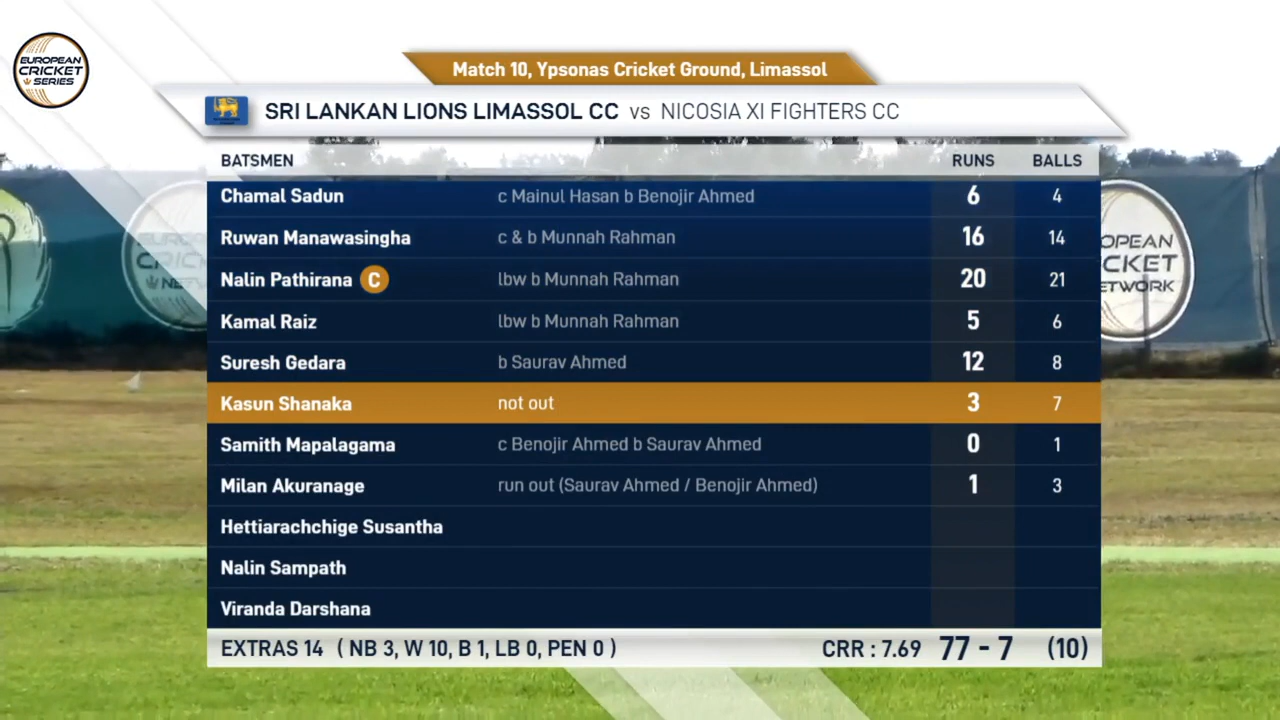 EUROPEAN
CRICKET
SERIES
Match 10, Ypsonas Cricket Ground, Limassol
SRI LANKAN LIONS LIMASSOL CC vs NICOSIA XI FIGHTERS CC
BATSMEN RUNS BALLS
Chamal Sadun c Mainul Hasan b Benojir Ahmed 6 4
Ruwan Manawasingha c & b Munnah Rahman 16 14
Nalin Pathirana C lbw b Munnah Rahman 20 21
Kamal Raiz lbw b Munnah Rahman 5 6
Suresh Gedara b Saurav Ahmed 12 8
Kasun Shanaka not out 3 7
Samith Mapalagama c Benojir Ahmed b Saurav Ahmed 0 1
Milan Akuranage run out (Saurav Ahmed / Benojir Ahmed) 1 3
Hettiarachchige Susantha
Nalin Sampath
Viranda Darshana
EXTRAS 14 ( NB 3, W 10, B 1, LB 0, PEN 0 ) CRR : 7.69 77 - 7 (10)